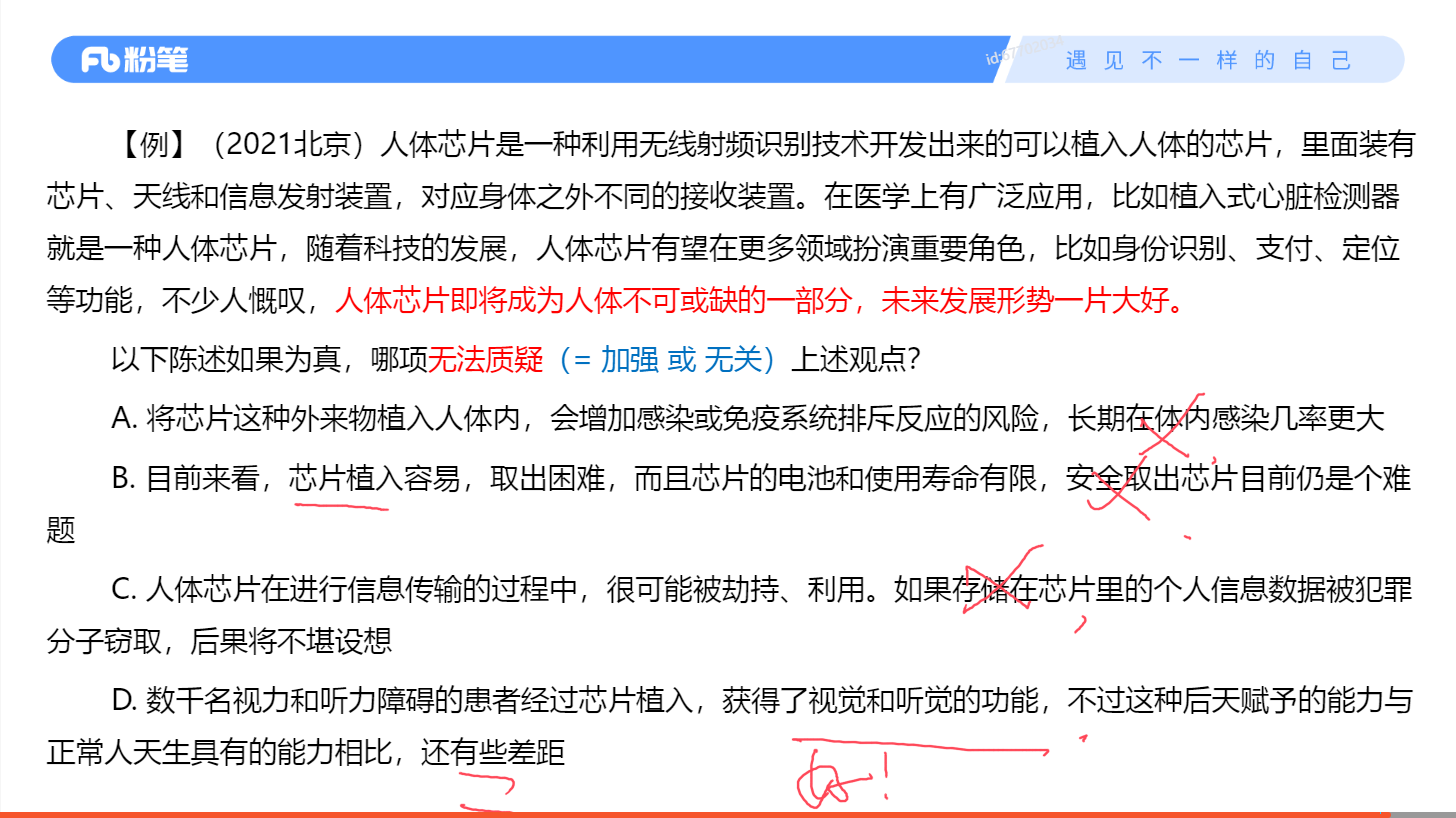 粉笔
id:67702034
遇见不一样的自己
【例】（2021北京）人体芯片是一种利用无线射频识别技术开发出来的可以植入人体的芯片，里面装有
芯片、天线和信息发射装置，对应身体之外不同的接收装置。在医学上有广泛应用，比如植入式心脏检测器
就是一种人体芯片，随着科技的发展，人体芯片有望在更多领域扮演重要角色，比如身份识别、支付、定位
等功能，不少人慨叹，人体芯片即将成为人体不可或缺的一部分，未来发展形势一片大好。
以下陈述如果为真，哪项无法质疑（= 加强 或 无关）上述观点？
A. 将芯片这种外来物植入人体内，会增加感染或免疫系统排斥反应的风险，长期在体内感染几率更大
B. 目前来看，芯片植入容易，取出困难，而且芯片的电池和使用寿命有限，安全取出芯片目前仍是个难
题
C. 人体芯片在进行信息传输的过程中，很可能被劫持、利用。如果存储在芯片里的个人信息数据被犯罪
分子窃取，后果将不堪设想
D. 数千名视力和听力障碍的患者经过芯片植入，获得了视觉和听觉的功能，不过这种后天赋予的能力与
正常人天生具有的能力相比，还有些差距
好！